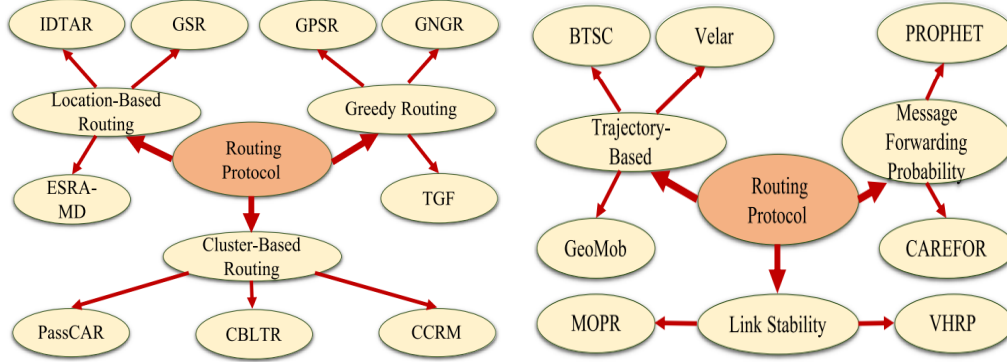 IDTAR
GSR
GPSR
GNGR
Location-Based
Routing
Greedy Routing
Routing
Protocol
ESRA-
MD
TGF
Cluster-Based
Routing
PassCAR
CBLTR
CCRM
BTSC
Velar
PROPHET
Trajectory-
Based
Message
Forwarding
Probability
Routing
Protocol
GeoMob
CAREFOR
MOPR
Link Stability
VHRP